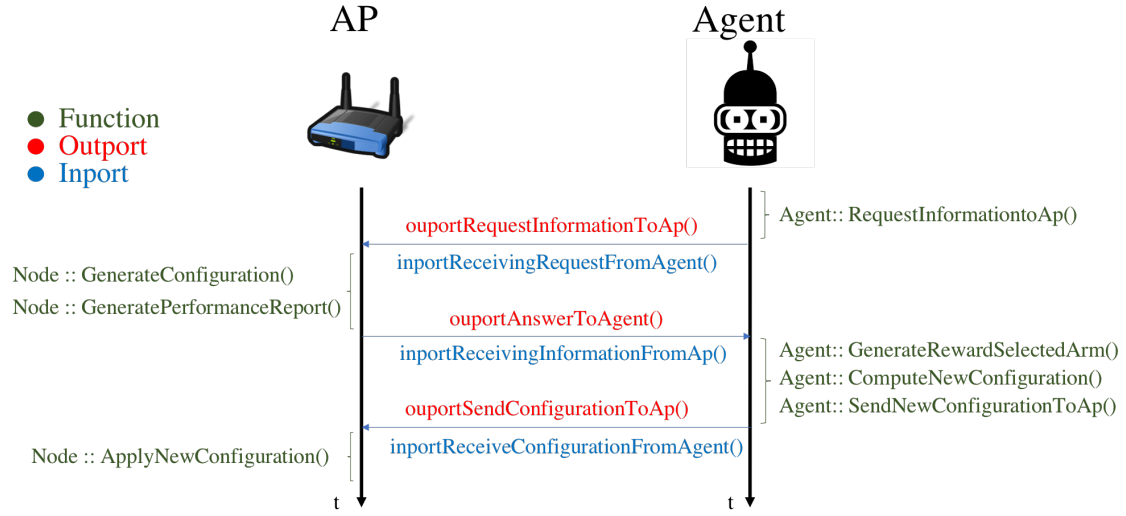 AP
Agent
Function
Outport
Inport
Agent:: RequestInformationtoAp()
ouportRequestInformationToAp()
inportReceivingRequestFromAgent()
Node :: GenerateConfiguration()
Node :: GeneratePerformanceReport()
ouportAnswerToAgent()
inportReceivingInformationFromAp()
Agent:: GenerateRewardSelectedArm()
Agent:: ComputeNewConfiguration()
Agent:: SendNewConfigurationToAp()
ouportSendConfigurationToAp()
inportReceiveConfigurationFromAgent()
Node :: ApplyNewConfiguration()
t
t